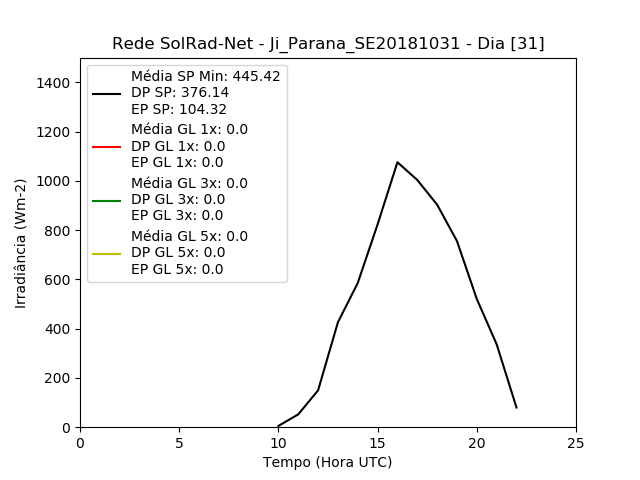 Rede SolRad-Net - Ji_Parana_SE20181031 - Dia [31]
Média SP Min: 445.42
DP SP: 376.14
EP SP: 104.32
Média GL 1x: 0.0
DP GL 1x: 0.0
EP GL 1x: 0.0
Média GL 3x: 0.0
DP GL 3x: 0.0
EP GL 3x: 0.0
Média GL 5x: 0.0
DP GL 5x: 0.0
EP GL 5x: 0.0
Irradiância (Wm-2)
1400
1200
1000
800
600
400
200
0
0 5 10 15 20 25
Tempo (Hora UTC)